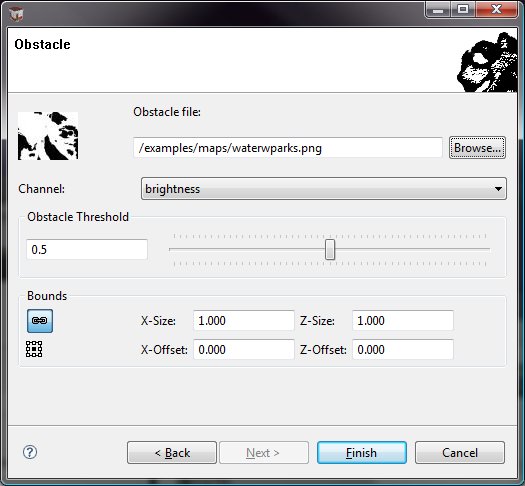 Obstacle
Obstacle file:
/examples/maps/waterwparks.png
Browse...
Channel:
brightness
Obstacle Threshold
0.5
Bounds
X-Size:
1.000
Z-Size:
1.000
X-Offset:
0.000
Z-Offset:
0.000
?
< Back
Next >
Finish
Cancel